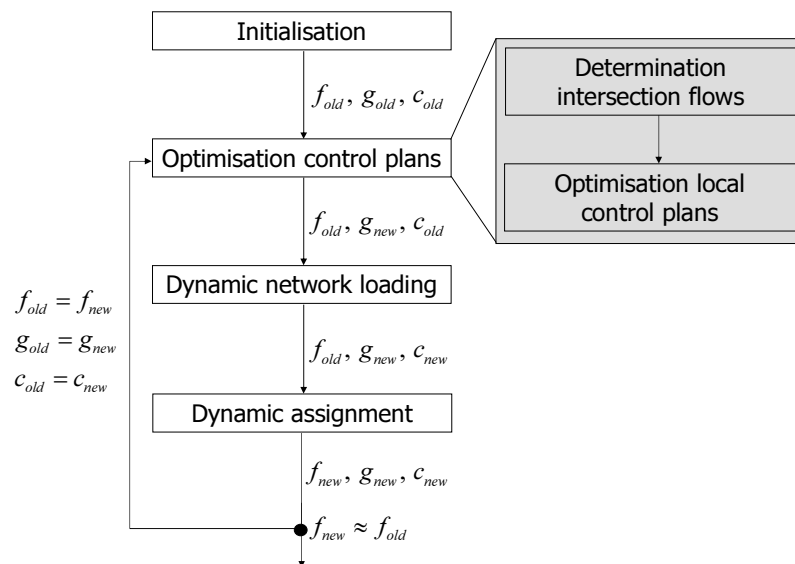 Initialisation
f_old, g_old, c_old
Optimisation control plans
Determination
intersection flows
Optimisation local
control plans
f_old, g_new, c_old
Dynamic network loading
f_old = f_new
g_old = g_new
c_old = c_new
f_old, g_new, c_new
Dynamic assignment
f_new, g_new, c_new
f_new ≈ f_old